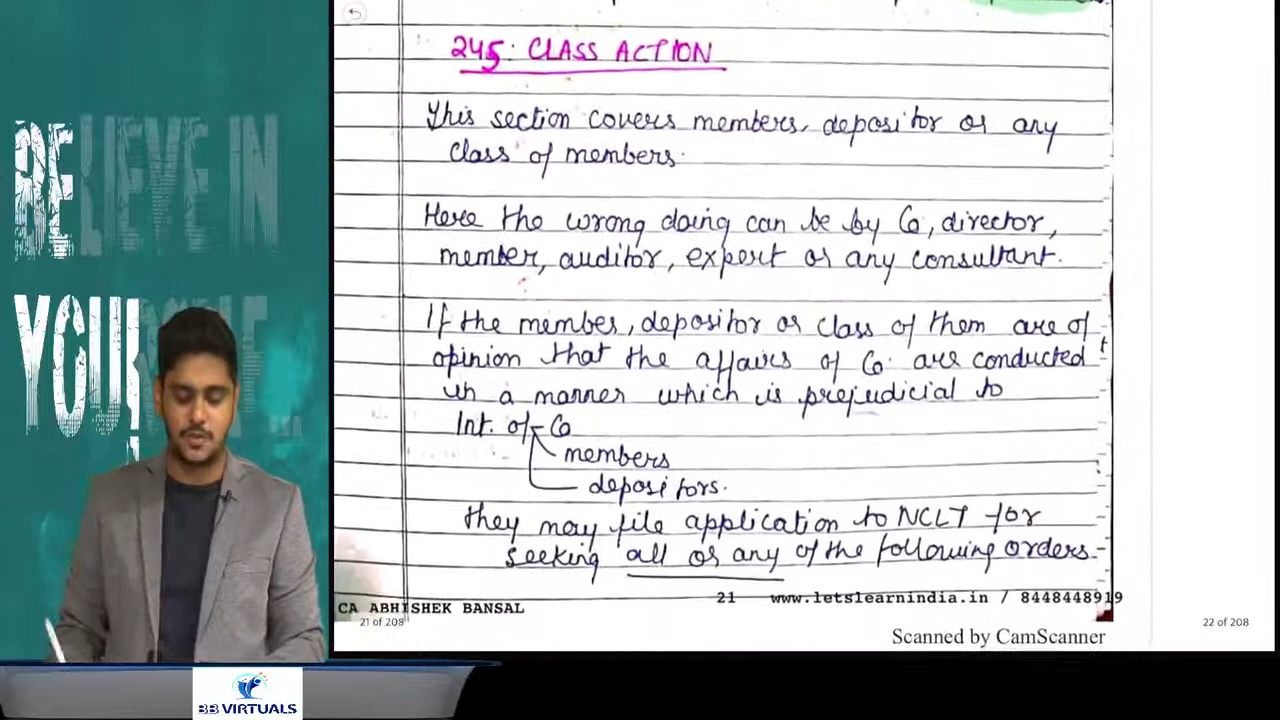 BELIEVE IN
YOURSELF
245: CLASS ACTION
This section covers members, depositor or any
class of members.
Here the wrong doing can be by Co, director,
member, auditor, expert or any consultant.
If the member, depositor or class of them are of
opinion that the affairs of Co. are conducted
in a manner which is prejudicial to
Int. of Co
members
depositors.
they may file application to NCLT for
seeking all or any of the following orders.
CA ABHISHEK BANSAL
21 www.letslearnindia.in / 8448448919
21 of 208
22 of 208
Scanned by CamScanner
BB VIRTUALS